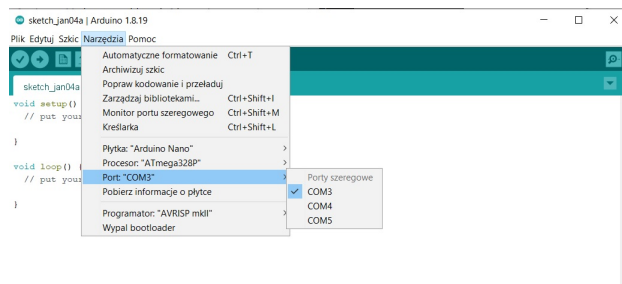 sketch_jan04a | Arduino 1.8.19
Plik Edytuj Szkic Narzędzia Pomoc
Automatyczne formatowanie Ctrl+T
Archiwizuj szkic
Popraw kodowanie i przeładuj
sketch_jan04a
Zarządzaj bibliotekami... Ctrl+Shift+I
void setup()
Monitor portu szeregowego Ctrl+Shift+M
// put your
Kreślarka Ctrl+Shift+L
}
Płytka: "Arduino Nano"
void loop() {
Procesor: "ATmega328P"
// put your
Port: "COM3"
Porty szeregowe
Pobierz informacje o płytce
COM3
}
COM4
Programator: "AVRISP mkII"
COM5
Wypal bootloader